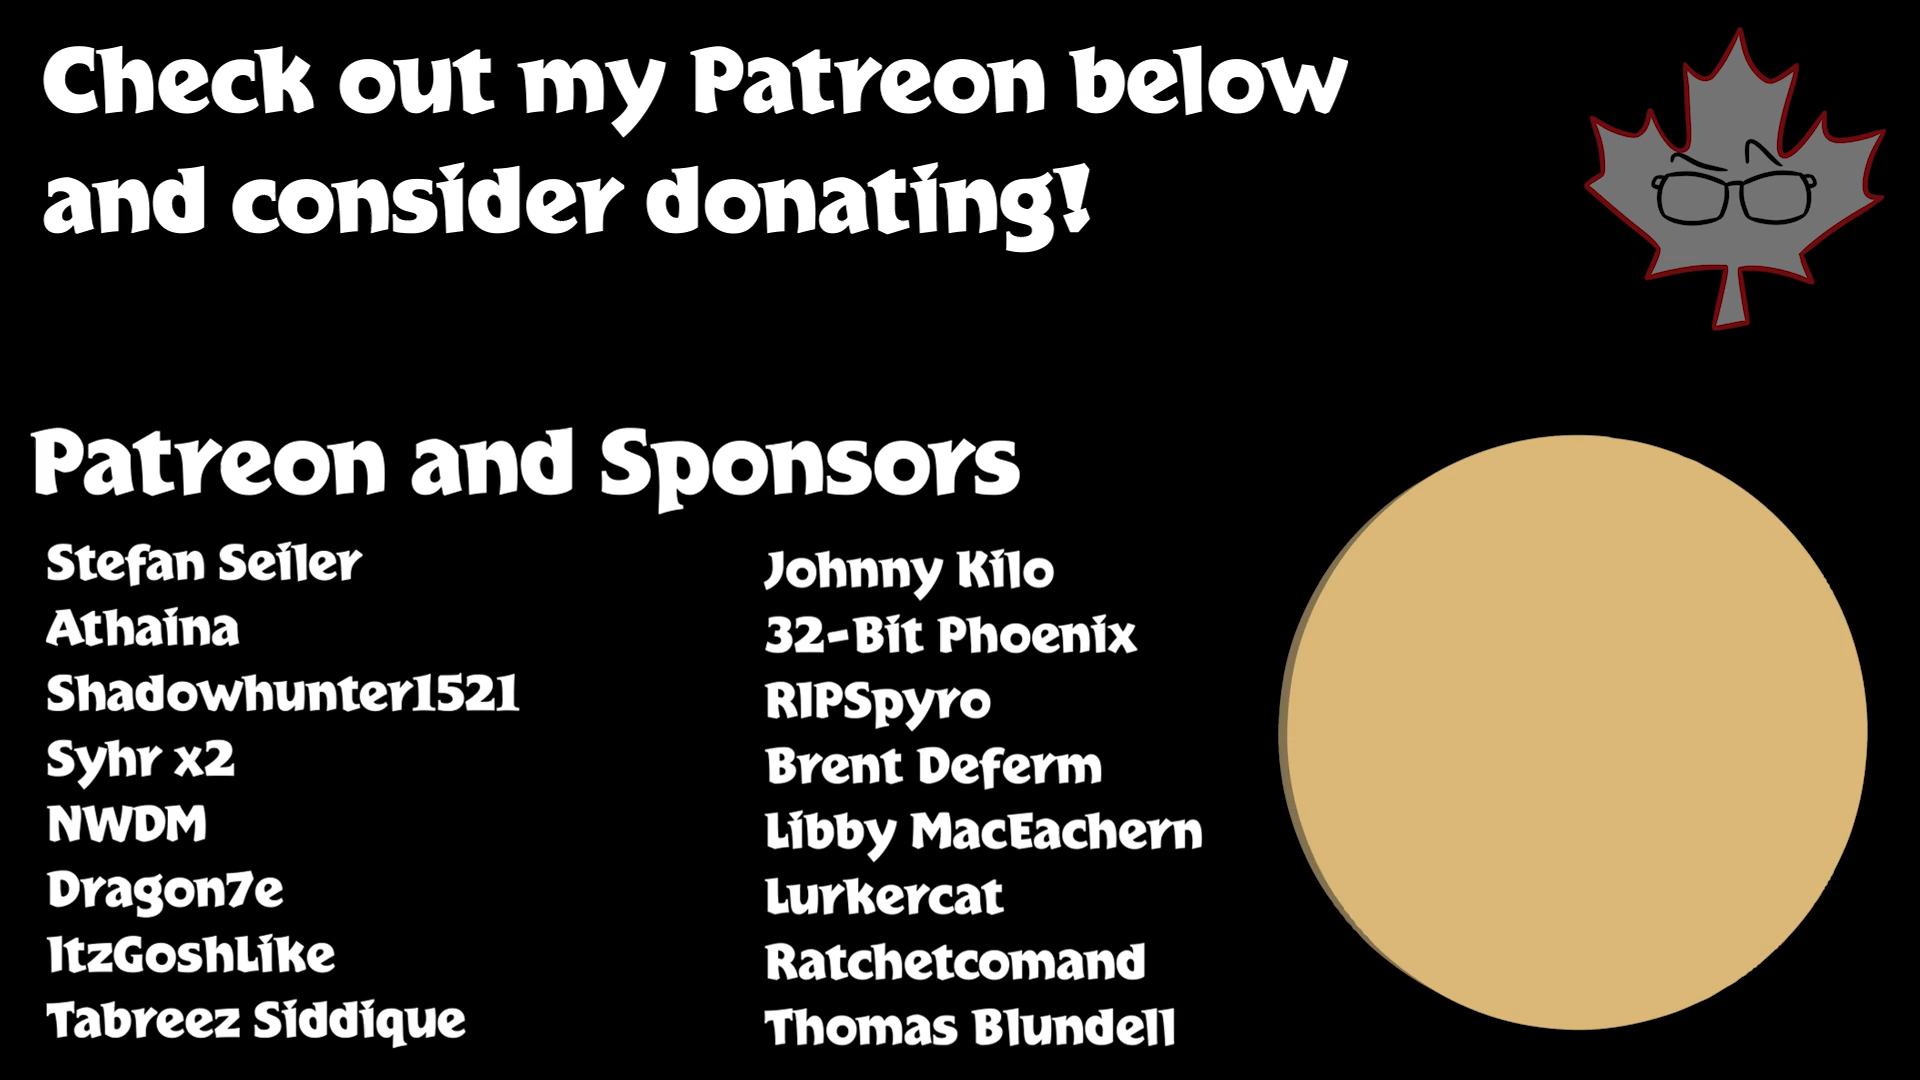 Check out my Patreon below
and consider donating!
Patreon and Sponsors
Stefan Seiler
Athaina
Shadowhunter1521
Syhr x2
NWDM
Dragon7e
ItzGoshLike
Tabreez Siddique
Johnny Kilo
32-Bit Phoenix
RIPSpyro
Brent Deferm
Libby MacEachern
Lurkercat
Ratchetcomand
Thomas Blundell